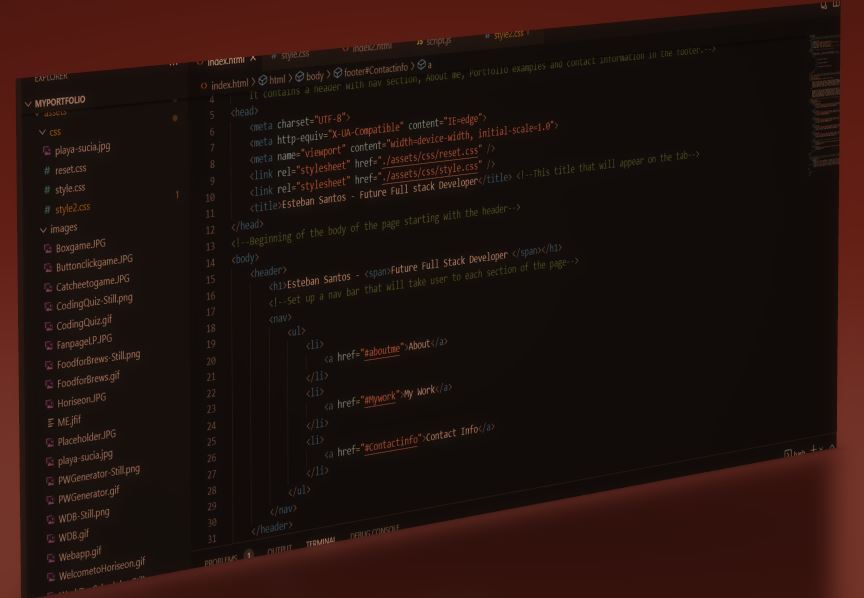 EXPLORER
MYPORTFOLIO
assets
css
playa-sucia.jpg
# reset.css
# style.css
# style2.css 1
images
Boxgame.JPG
Buttonclickgame.JPG
Catcheetogame.JPG
CodingQuiz-Still.png
CodingQuiz.gif
FanpageLP.JPG
FoodforBrews-Still.png
FoodforBrews.gif
Horiseon.JPG
ME.jfif
Placeholder.JPG
playa-sucia.jpg
PWGenerator-Still.png
PWGenerator.gif
WDB-Still.png
WDB.gif
Webapp.gif
WelcometoHoriseon.gif
index.html style.css index2.html script.js style2.css
index.html > html > body > footer#Contactinfo > a
4 It contains a header with nav section, About me, Portfolio examples and contact information in the footer.-->
5 <head>
6 <meta charset="UTF-8">
7 <meta http-equiv="X-UA-Compatible" content="IE=edge">
8 <meta name="viewport" content="width=device-width, initial-scale=1.0">
9 <link rel="stylesheet" href="./assets/css/reset.css" />
10 <link rel="stylesheet" href="./assets/css/style.css" />
11 <title>Esteban Santos - Future Full stack Developer</title> <!--This title that will appear on the tab-->
12 </head>
13 <!--Beginning of the body of the page starting with the header-->
14 <body>
15 <header>
16 <h1>Esteban Santos - <span>Future Full Stack Developer </span></h1>
17 <!--Set up a nav bar that will take user to each section of the page-->
18 <nav>
19 <ul>
20 <li>
21 <a href="#aboutme">About</a>
22 </li>
23 <li>
24 <a href="#Mywork">My Work</a>
25 </li>
26 <li>
27 <a href="#Contactinfo">Contact Info</a>
28 </li>
29 </ul>
30 </nav>
31 </header>
PROBLEMS 1 OUTPUT TERMINAL DEBUG CONSOLE
bash